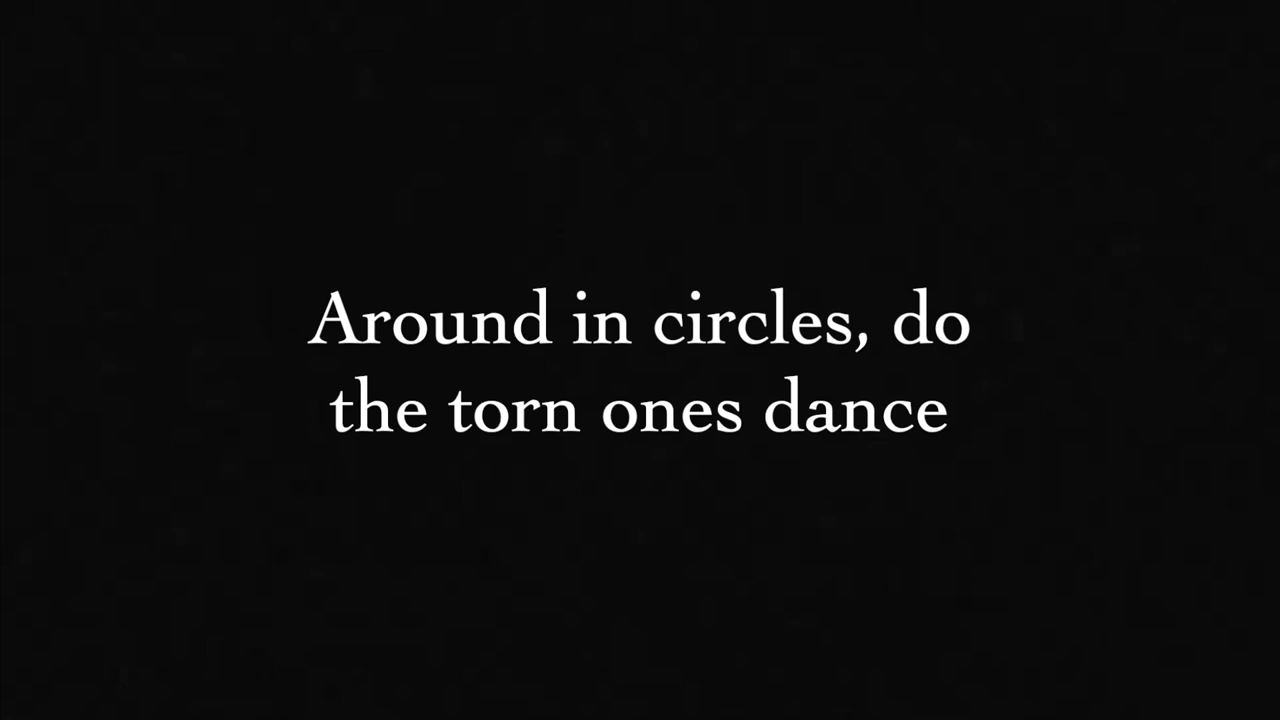 Around in circles, do
the torn ones dance